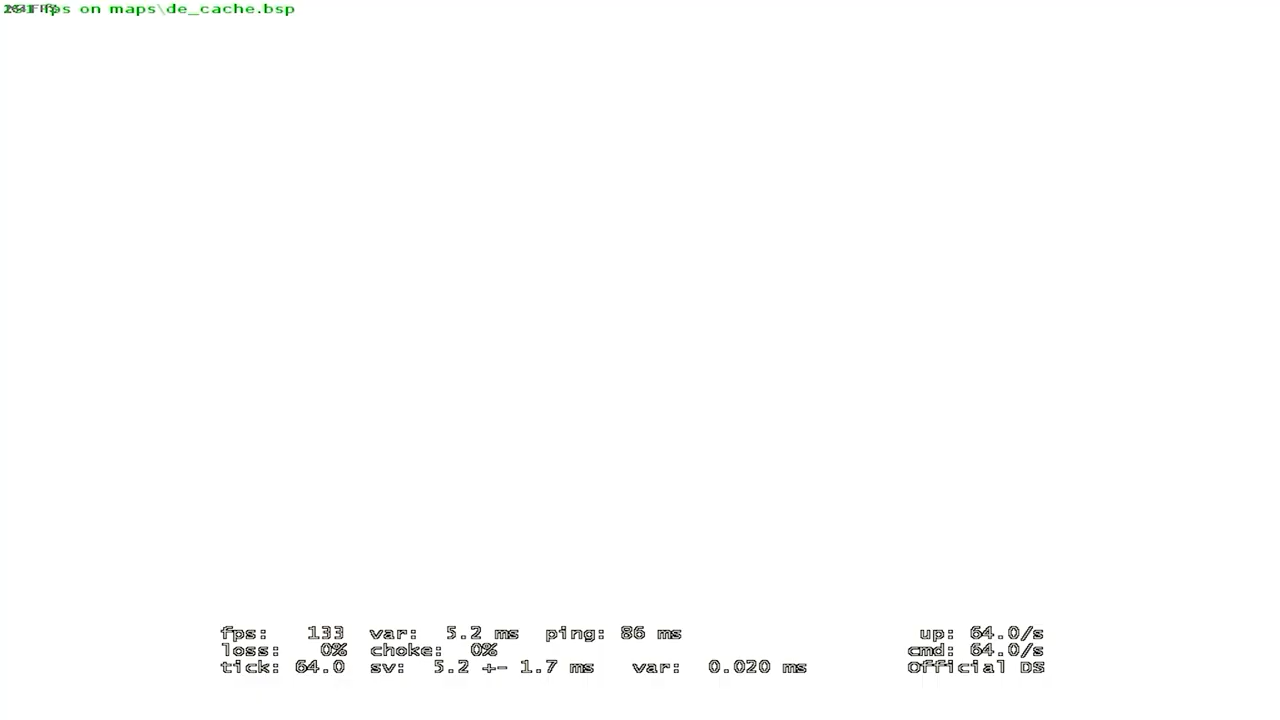 fps on maps\de_cache.bsp
fps: 133 var: 5.2 ms ping: 86 ms up: 64.0/s
loss: 0% choke: 0% cmd: 64.0/s
tick: 64.0 sv: 5.2 +- 1.7 ms var: 0.020 ms Official DS